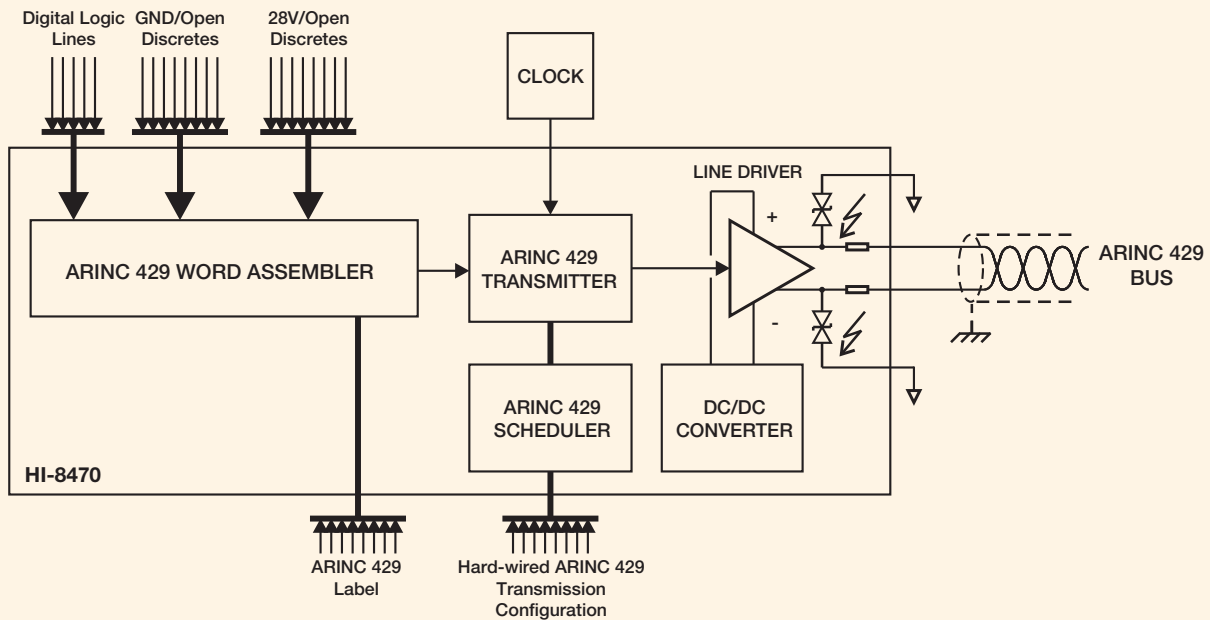 Digital Logic
Lines
GND/Open
Discretes
28V/Open
Discretes
CLOCK
LINE DRIVER
+
-
ARINC 429 WORD ASSEMBLER
ARINC 429
TRANSMITTER
ARINC 429
BUS
ARINC 429
SCHEDULER
DC/DC
CONVERTER
HI-8470
ARINC 429
Label
Hard-wired ARINC 429
Transmission
Configuration